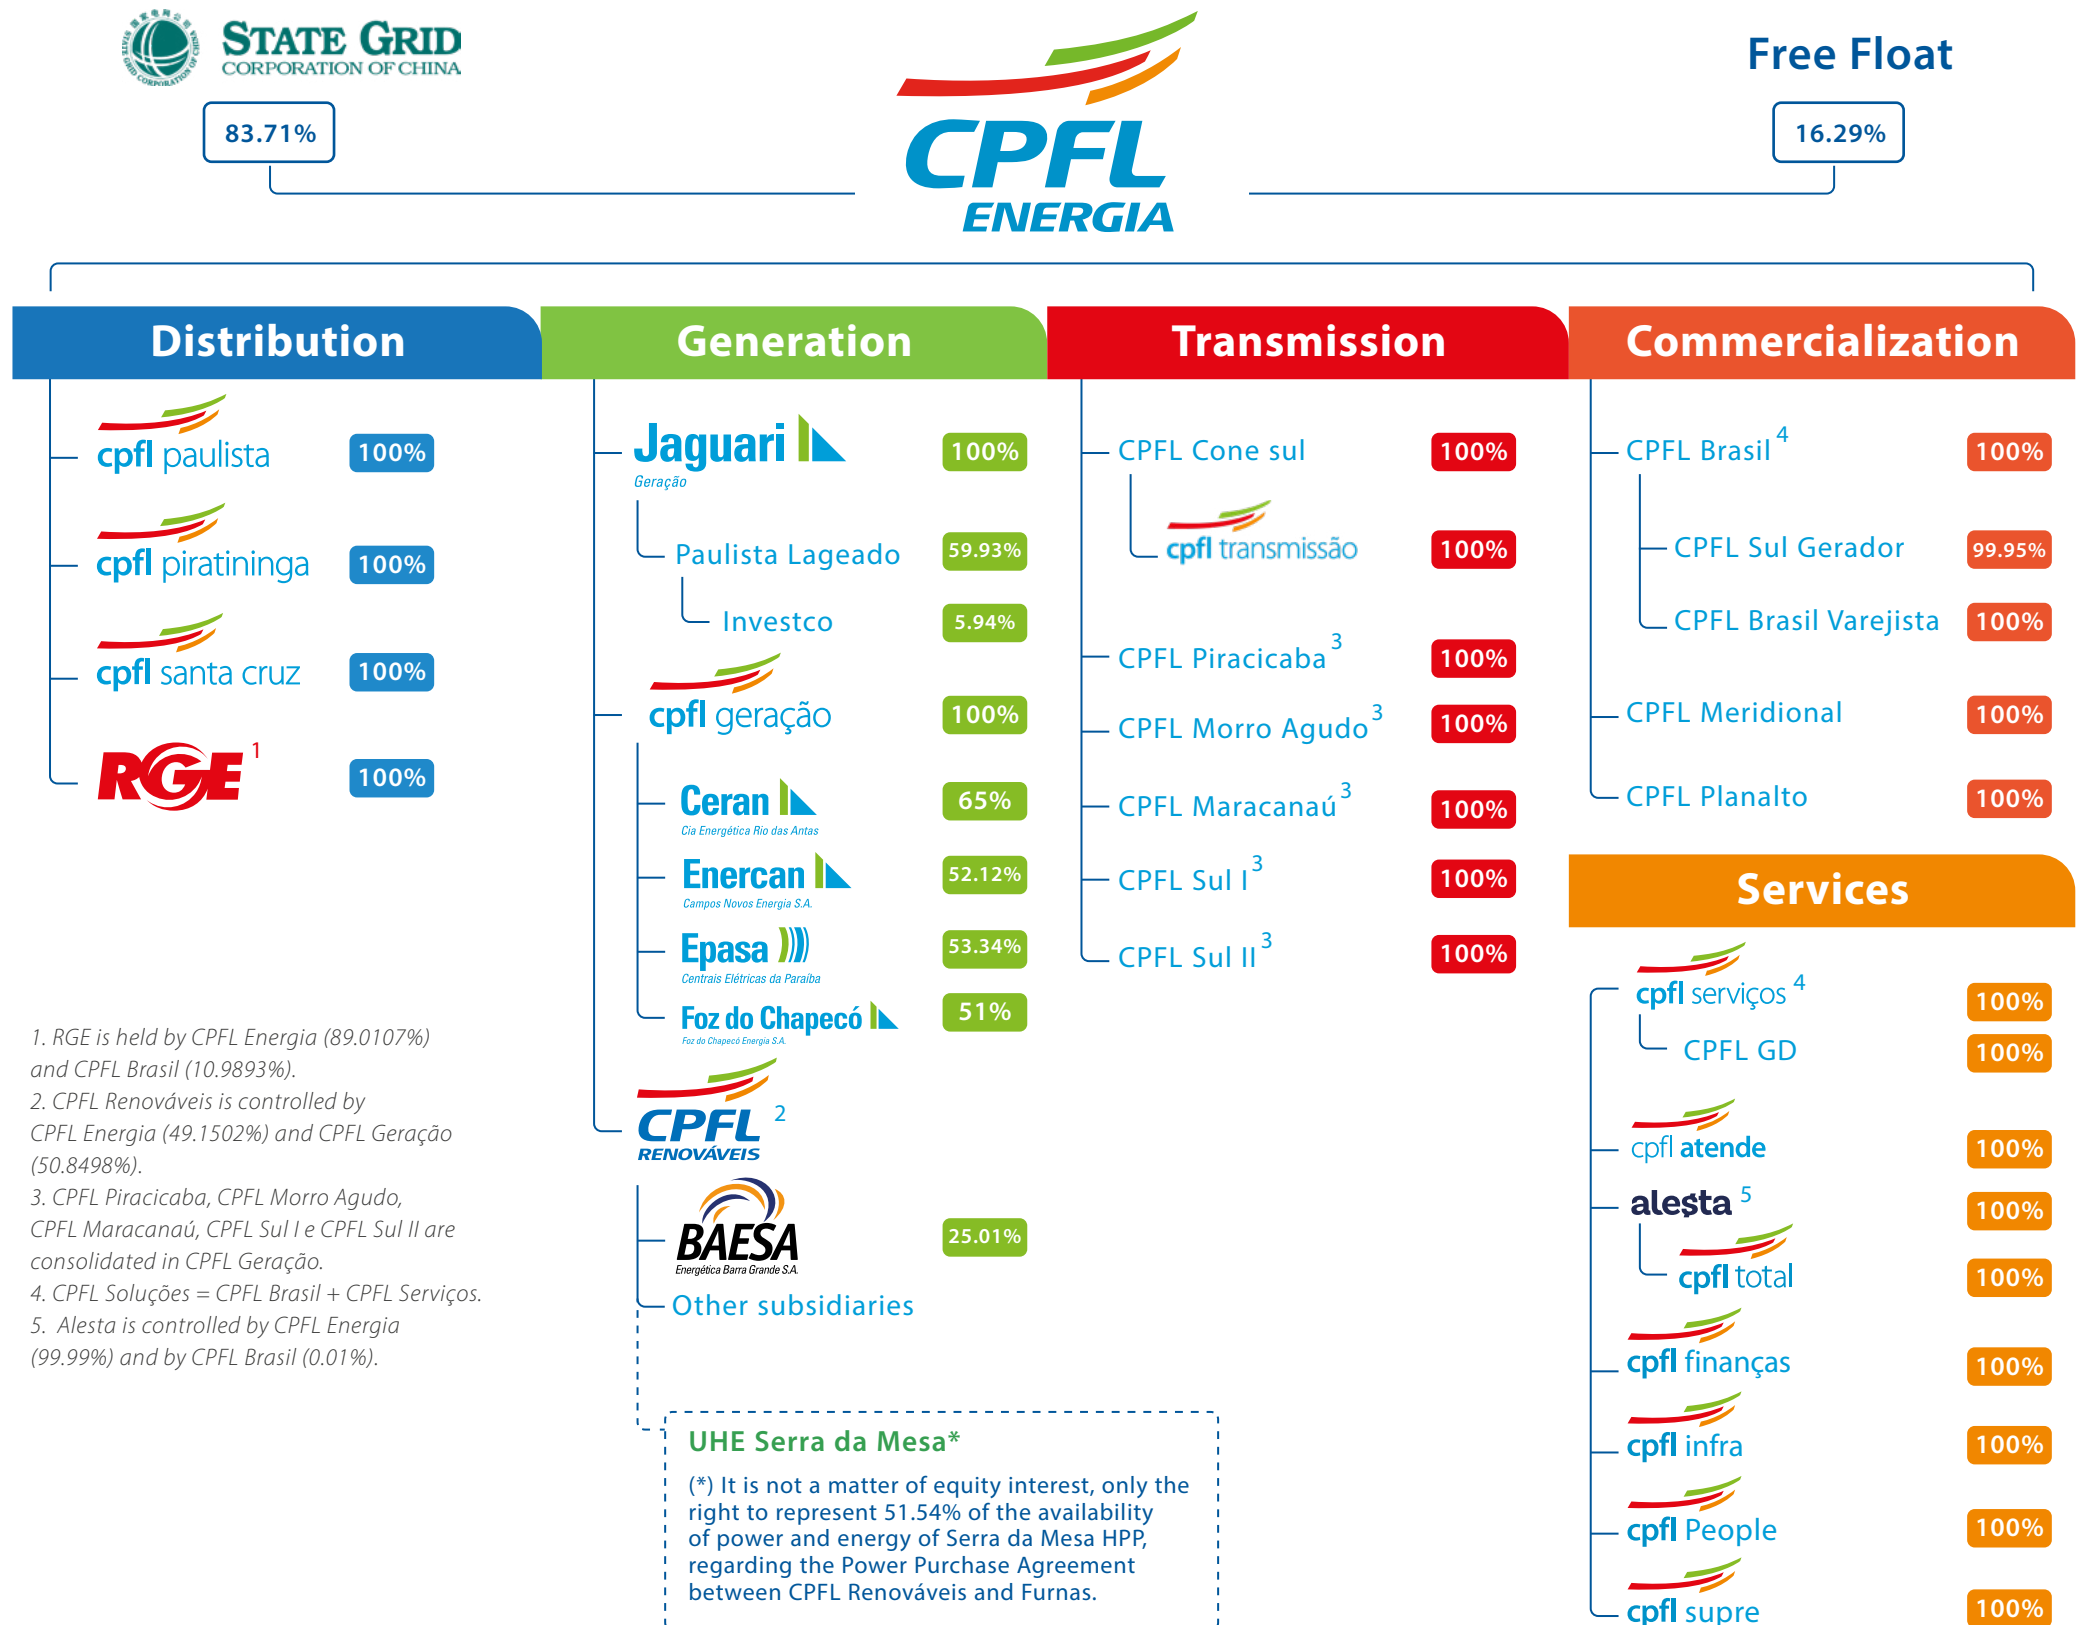 STATE GRID
CORPORATION OF CHINA
83.71%
CPFL
ENERGIA
Free Float
16.29%
Distribution
cpfl paulista 100%
cpfl piratininga 100%
cpfl santa cruz 100%
RGE 1 100%
1. RGE is held by CPFL Energia (89.0107%)
and CPFL Brasil (10.9893%).
2. CPFL Renováveis is controlled by
CPFL Energia (49.1502%) and CPFL Geração
(50.8498%).
3. CPFL Piracicaba, CPFL Morro Agudo,
CPFL Maracanaú, CPFL Sul I e CPFL Sul II are
consolidated in CPFL Geração.
4. CPFL Soluções = CPFL Brasil + CPFL Serviços.
5. Alesta is controlled by CPFL Energia
(99.99%) and by CPFL Brasil (0.01%).
Generation
Jaguari 100%
Geração
Paulista Lageado 59.93%
Investco 5.94%
cpfl geração 100%
Ceran 65%
Cia Energética Rio das Antas
Enercan 52.12%
Campos Novos Energia S.A.
Epasa 53.34%
Centrais Elétricas da Paraíba
Foz do Chapecó 51%
Foz do Chapecó Energia S.A.
CPFL 2
RENOVÁVEIS
BAESA 25.01%
Energética Barra Grande S.A.
Other subsidiaries
UHE Serra da Mesa*
(*) It is not a matter of equity interest, only the
right to represent 51.54% of the availability
of power and energy of Serra da Mesa HPP,
regarding the Power Purchase Agreement
between CPFL Renováveis and Furnas.
Transmission
CPFL Cone sul 100%
cpfl transmissão 100%
CPFL Piracicaba 3 100%
CPFL Morro Agudo 3 100%
CPFL Maracanaú 3 100%
CPFL Sul I 3 100%
CPFL Sul II 3 100%
Commercialization
CPFL Brasil 4 100%
CPFL Sul Gerador 99.95%
CPFL Brasil Varejista 100%
CPFL Meridional 100%
CPFL Planalto 100%
Services
cpfl serviços 4 100%
CPFL GD 100%
cpfl atende 100%
alesta 5 100%
cpfl total 100%
cpfl finanças 100%
cpfl infra 100%
cpfl People 100%
cpfl supre 100%